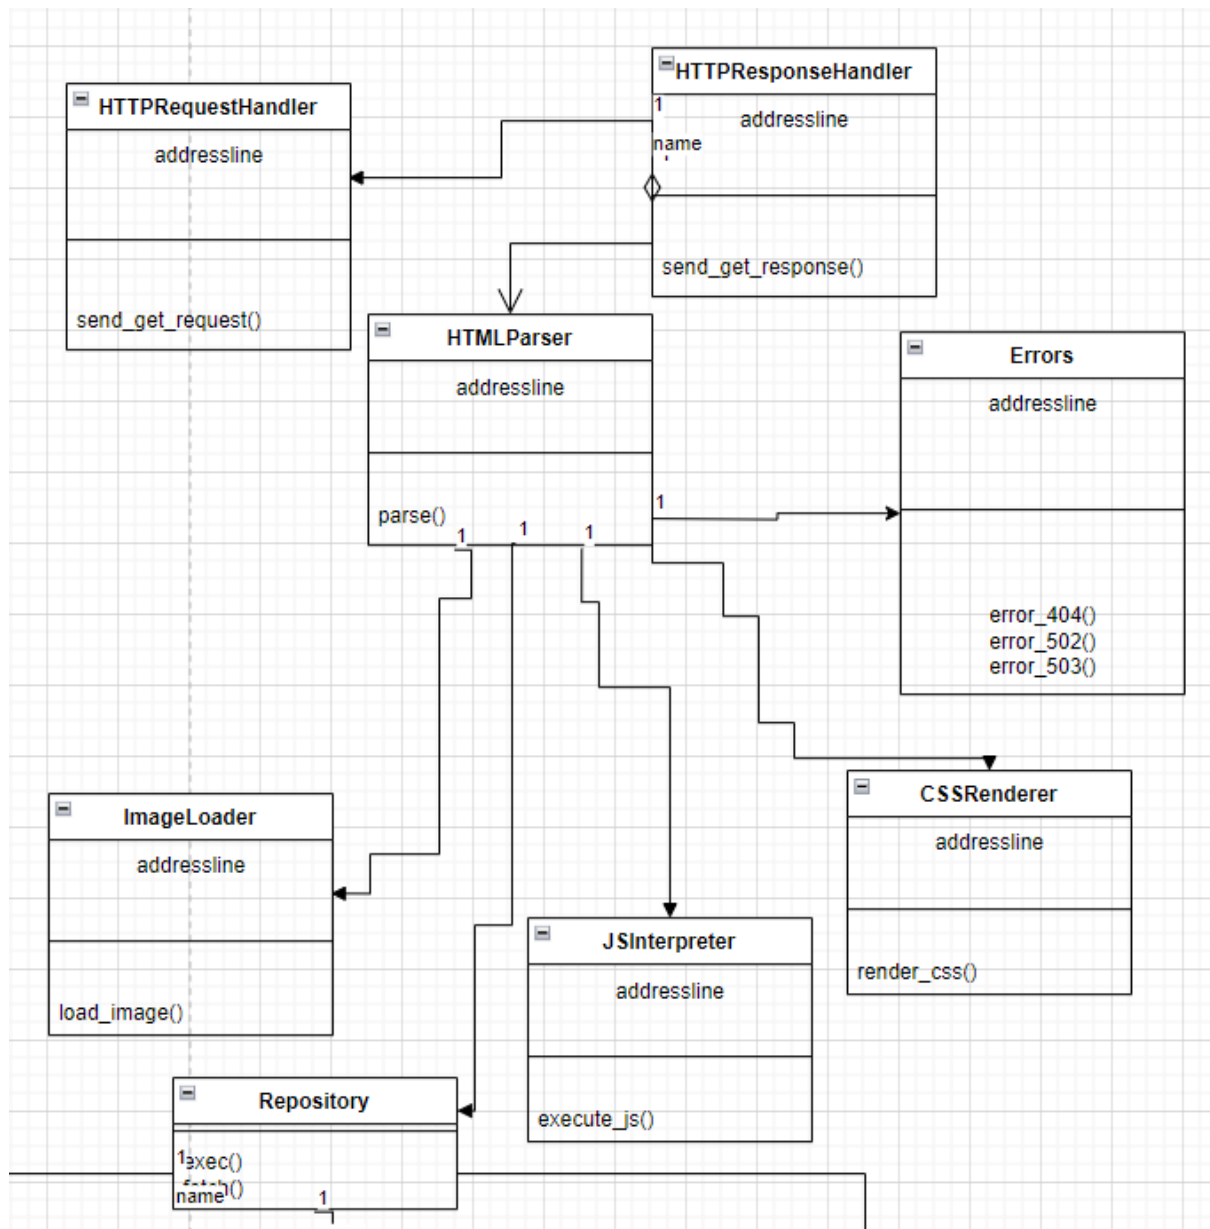 HTTPResponseHandler
1
addressline
name
send_get_response()
HTTPRequestHandler
addressline
send_get_request()
HTMLParser
addressline
parse()
1
1
1
1
Errors
addressline
error_404()
error_502()
error_503()
CSSRenderer
addressline
render_css()
ImageLoader
addressline
load_image()
JSInterpreter
addressline
execute_js()
Repository
1
exec()
name
1